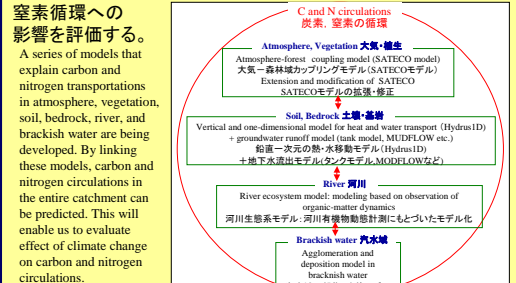 窒素循環への
影響を評価する。
A series of models that
explain carbon and
nitrogen transportations
in atmosphere, vegetation,
soil, bedrock, river, and
brackish water are being
developed. By linking
these models, carbon and
nitrogen circulations in
the entire catchment can
be predicted. This will
enable us to evaluate
effect of climate change
on carbon and nitrogen
circulations.
C and N circulations
炭素，窒素の循環
Atmosphere, Vegetation 大気・植生
Atmosphere-forest coupling model (SATECO model)
大気－森林域カップリングモデル（SATECOモデル）
Extension and modification of SATECO
SATECOモデルの拡張・修正
Soil, Bedrock 土壌・基岩
Vertical and one-dimensional model for heat and water transport (Hydrus1D)
+ groundwater runoff model (tank model, MUDFLOW etc.)
鉛直一次元の熱・水移動モデル（Hydrus1D）
＋地下水流出モデル（タンクモデル,MODFLOWなど）
River 河川
River ecosystem model: modeling based on observation of
organic-matter dynamics
河川生態系モデル：河川有機物動態計測にもとづいたモデル化
Brackish water 汽水域
Agglomeration and
deposition model in
bracknish water